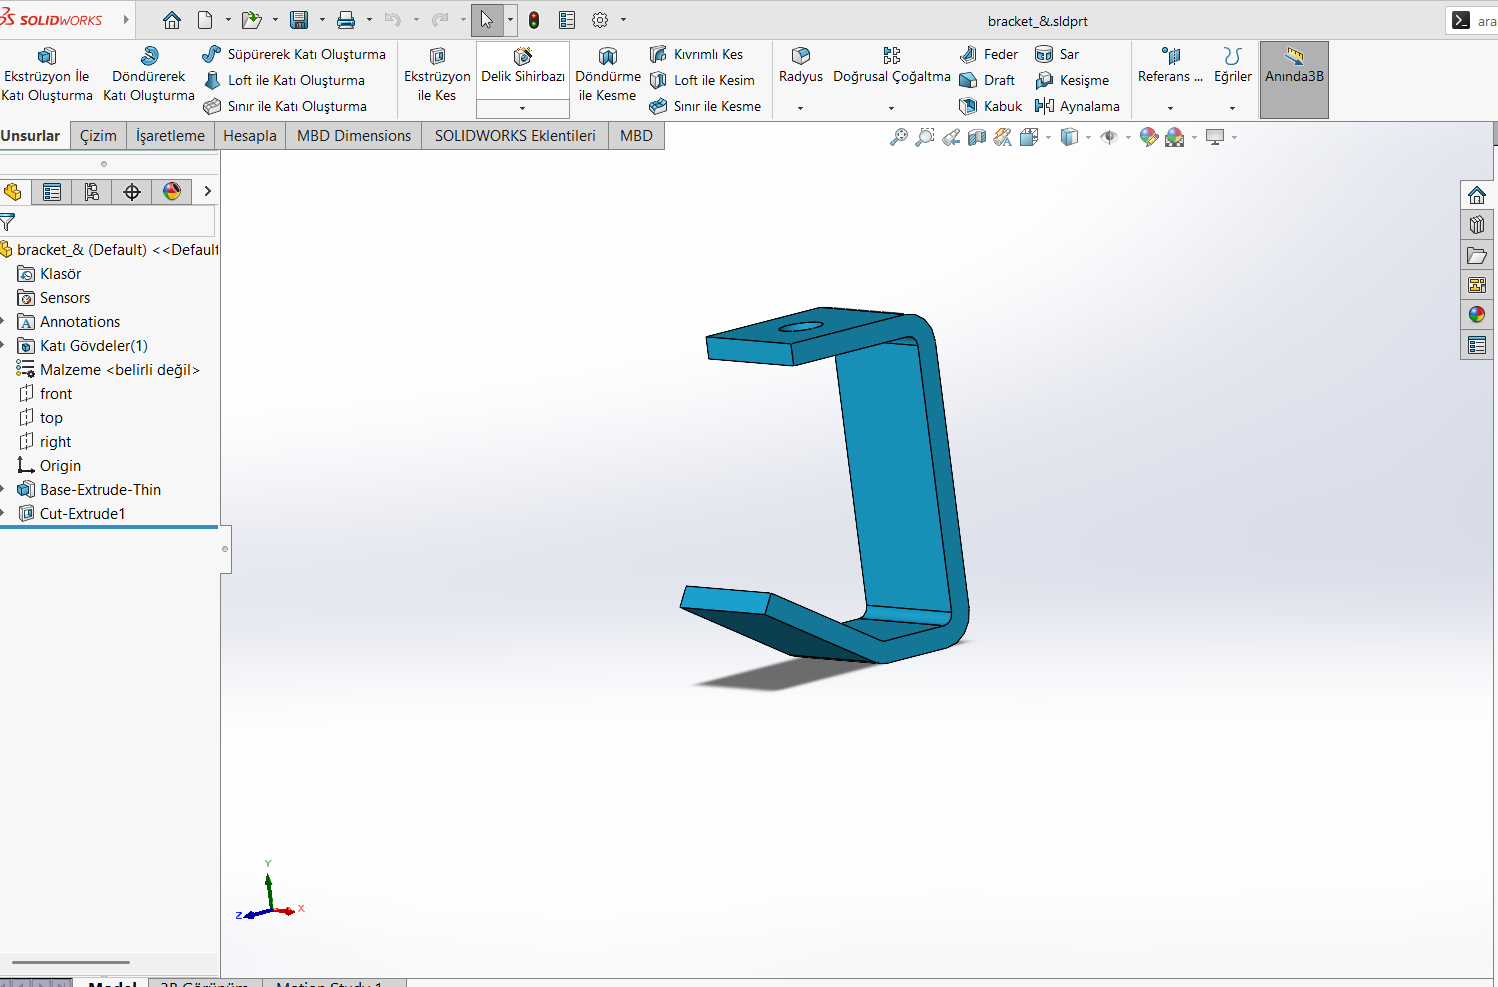 SOLIDWORKS
bracket_&.sldprt
ara
Ekstrüzyon İle
Katı Oluşturma
Döndürerek
Katı Oluşturma
Süpürerek Katı Oluşturma
Loft ile Katı Oluşturma
Sınır ile Katı Oluşturma
Ekstrüzyon
ile Kes
Delik Sihirbazı
Döndürme
ile Kesme
Kıvrımlı Kes
Loft ile Kesim
Sınır ile Kesme
Radyus
Doğrusal Çoğaltma
Feder
Draft
Kabuk
Sar
Kesişme
Aynalama
Referans ...
Eğriler
Anında3B
Unsurlar
Çizim
İşaretleme
Hesapla
MBD Dimensions
SOLIDWORKS Eklentileri
MBD
bracket_& (Default) <<Default
Klasör
Sensors
Annotations
Katı Gövdeler(1)
Malzeme <belirli değil>
front
top
right
Origin
Base-Extrude-Thin
Cut-Extrude1
Y
Z
X
Model
3B Görünüm
Motion Study 1